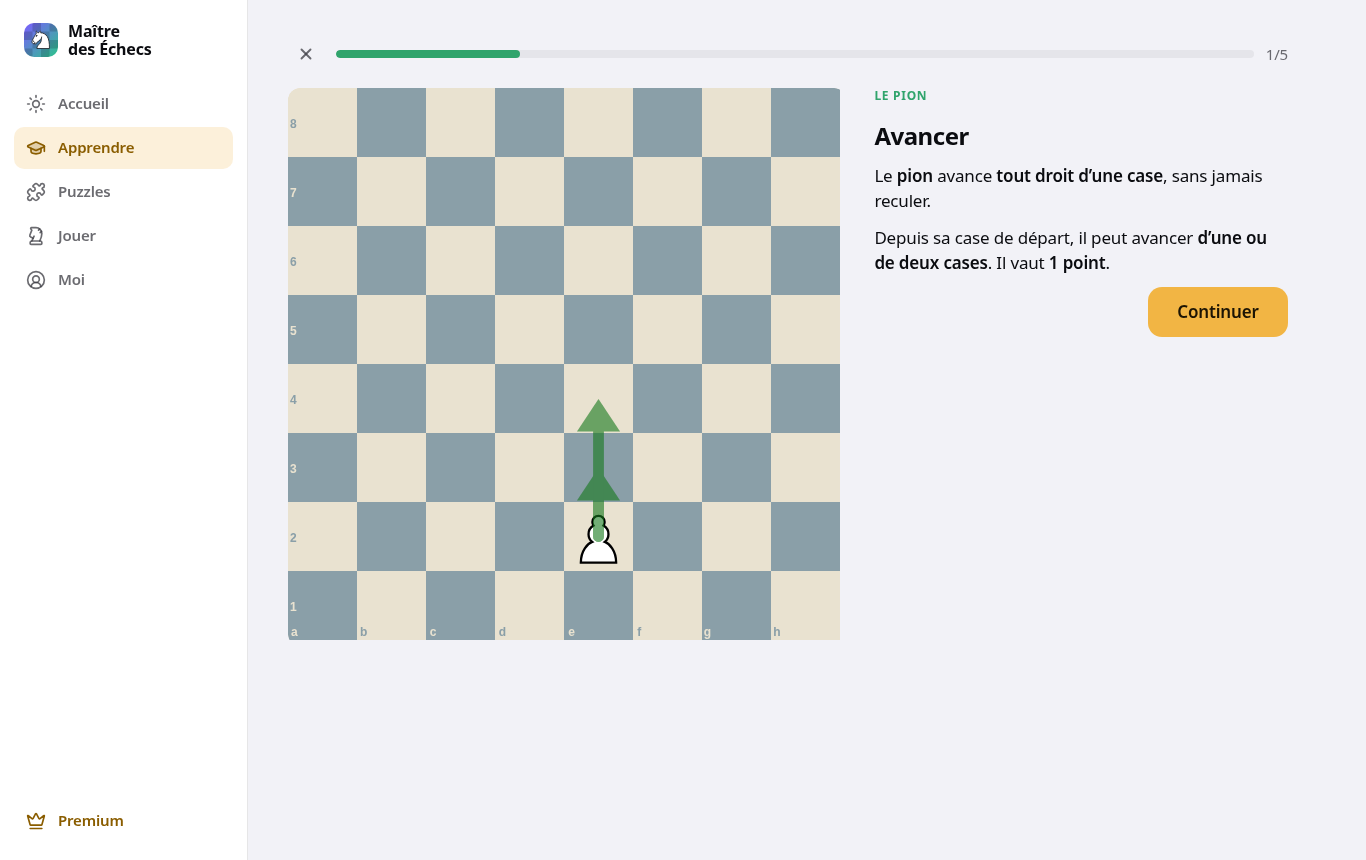 Maître
des Échecs
Accueil
Apprendre
Puzzles
Jouer
Moi
Premium
1/5
8
7
6
5
4
3
2
1
a b c d e f g h
LE PION
Avancer
Le pion avance tout droit d’une case, sans jamais
reculer.
Depuis sa case de départ, il peut avancer d’une ou
de deux cases. Il vaut 1 point.
Continuer